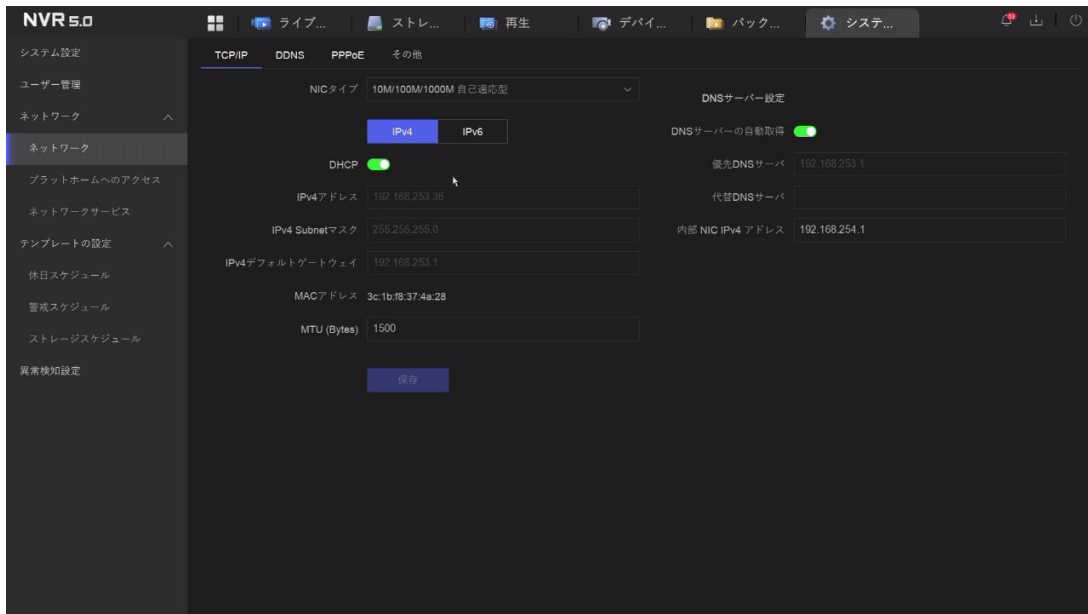 NVR 5.0
ライブ... ストレ... 再生 デバイ... バック... システ...
システム設定
ユーザー管理
ネットワーク
ネットワーク
プラットホームへのアクセス
ネットワークサービス
テンプレートの設定
休日スケジュール
警戒スケジュール
ストレージスケジュール
異常検知設定
TCP/IP DDNS PPPoE その他
NICタイプ 10M/100M/1000M 自己適応型
IPv4 IPv6
DHCP
IPv4アドレス 192.168.253.36
IPv4 Subnetマスク 255.255.255.0
IPv4デフォルトゲートウェイ 192.168.253.1
MACアドレス 3c:1b:f8:37:4a:28
MTU (Bytes) 1500
保存
DNSサーバー設定
DNSサーバーの自動取得
優先DNSサーバ 192.168.253.1
代替DNSサーバ
内部 NIC IPv4 アドレス 192.168.254.1